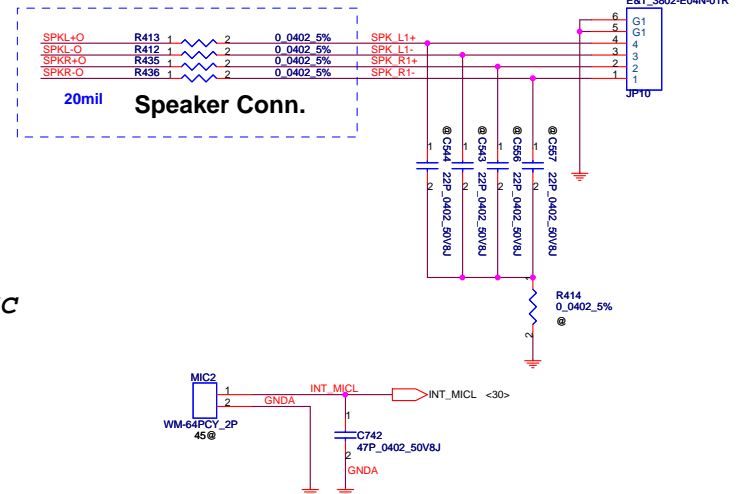 E&T_3802-E04N-01R
SPKL+O R413 1 2 0_0402_5% SPK_L1+
SPKL-O R412 1 2 0_0402_5% SPK_L1-
SPKR+O R435 1 2 0_0402_5% SPK_R1+
SPKR-O R436 1 2 0_0402_5% SPK_R1-
6 G1
5 G1
4 4
3 3
2 2
1 1
JP10
20mil
Speaker Conn.
1 2 @ C544 22P_0402_50V8J
1 2 @ C543 22P_0402_50V8J
1 2 @ C556 22P_0402_50V8J
1 2 @ C557 22P_0402_50V8J
R414
0_0402_5%
@
2
C
MIC2
1 INT_MICL
2 GNDA
INT_MICL <30>
WM-64PCY_2P
45@
1
C742
47P_0402_50V8J
2
GNDA